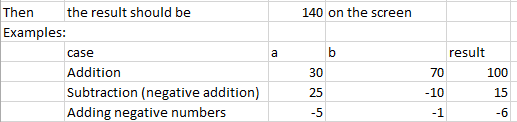 Then the result should be 140 on the screen
Examples:
case a b result
Addition 30 70 100
Subtraction (negative addition) 25 -10 15
Adding negative numbers -5 -1 -6